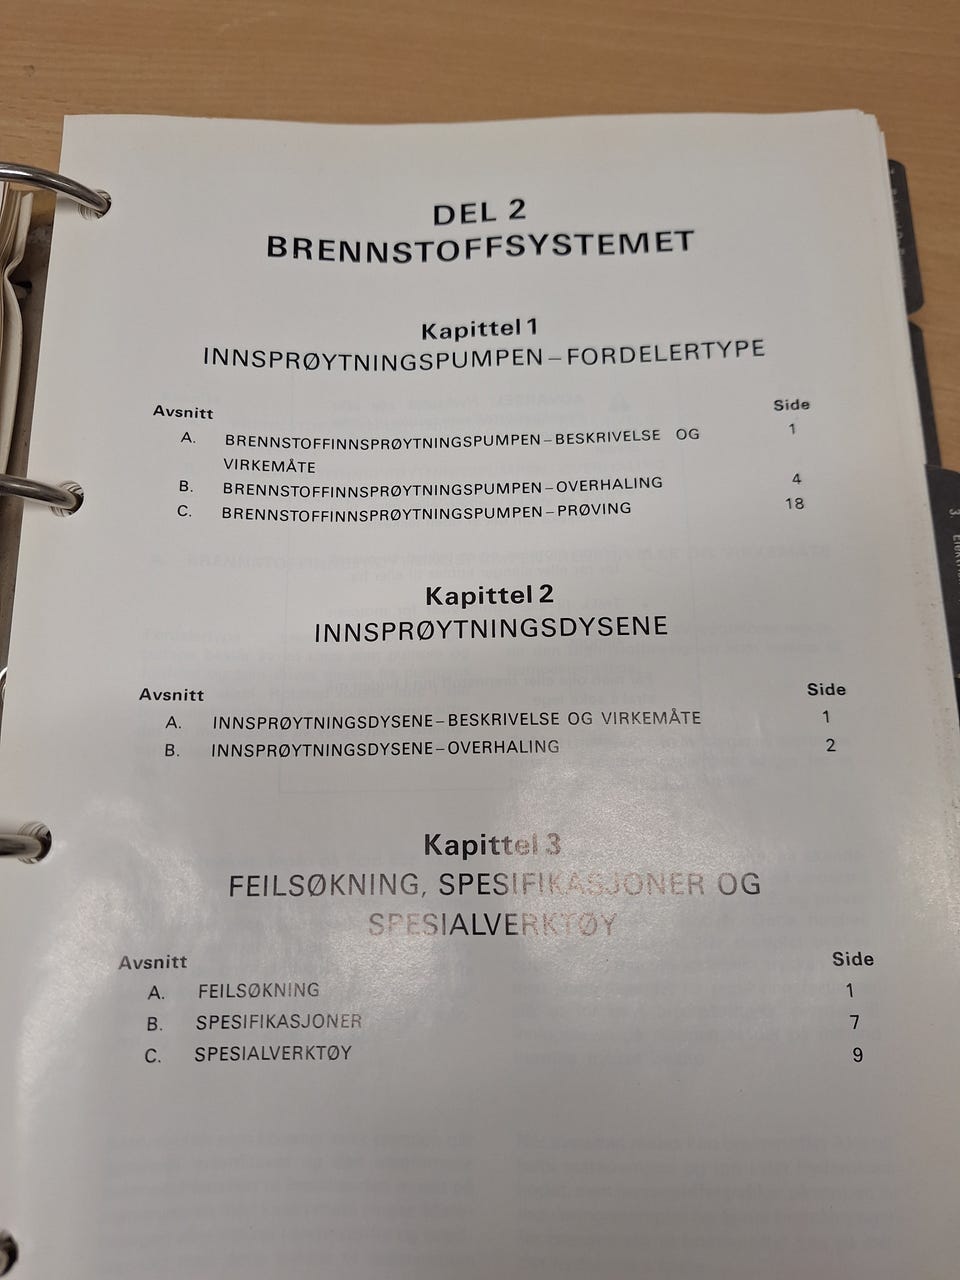 DEL 2
BRENNSTOFFSYSTEMET
Kapittel 1
INNSPRØYTNINGSPUMPEN–FORDELERTYPE
Avsnitt Side
A. BRENNSTOFFINNSPRØYTNINGSPUMPEN–BESKRIVELSE OG 1
VIRKEMÅTE
B. BRENNSTOFFINNSPRØYTNINGSPUMPEN–OVERHALING 4
C. BRENNSTOFFINNSPRØYTNINGSPUMPEN–PRØVING 18
Kapittel 2
INNSPRØYTNINGSDYSENE
Avsnitt Side
A. INNSPRØYTNINGSDYSENE–BESKRIVELSE OG VIRKEMÅTE 1
B. INNSPRØYTNINGSDYSENE–OVERHALING 2
Kapittel 3
FEILSØKNING, SPESIFIKASJONER OG
SPESIALVERKTØY
Avsnitt Side
A. FEILSØKNING 1
B. SPESIFIKASJONER 7
C. SPESIALVERKTØY 9
3.